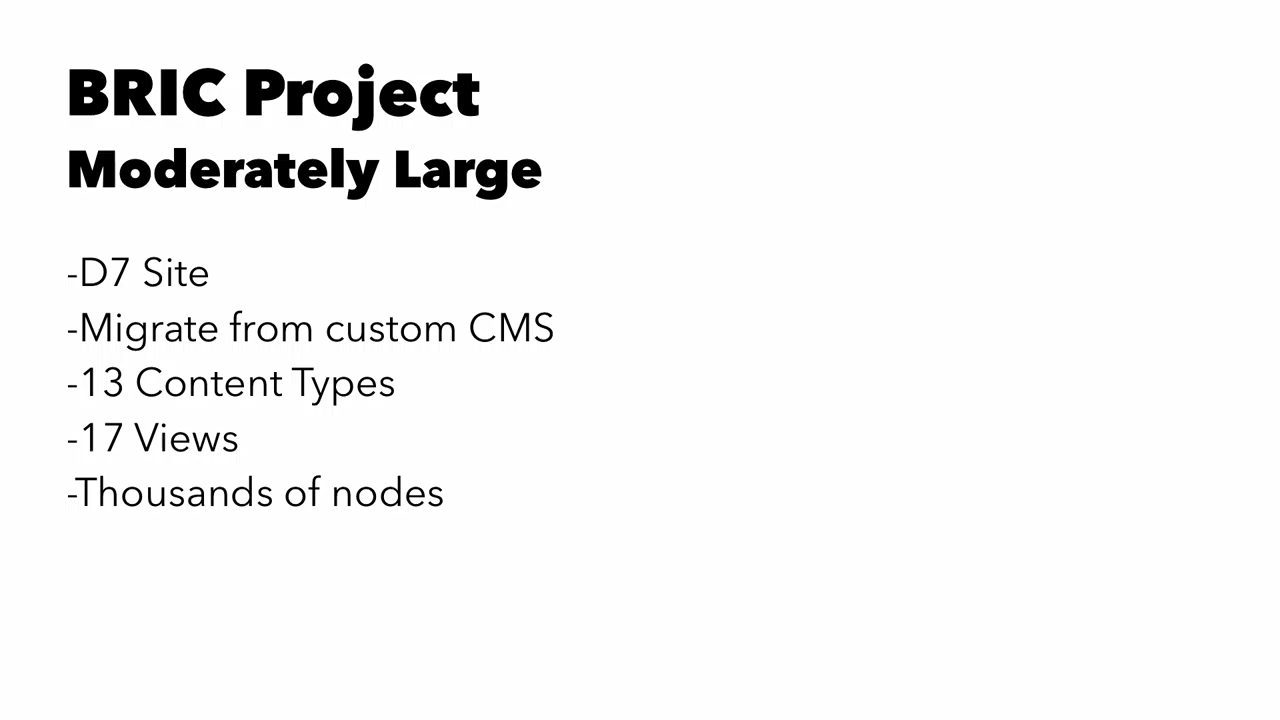 BRIC Project
Moderately Large
-D7 Site
-Migrate from custom CMS
-13 Content Types
-17 Views
-Thousands of nodes